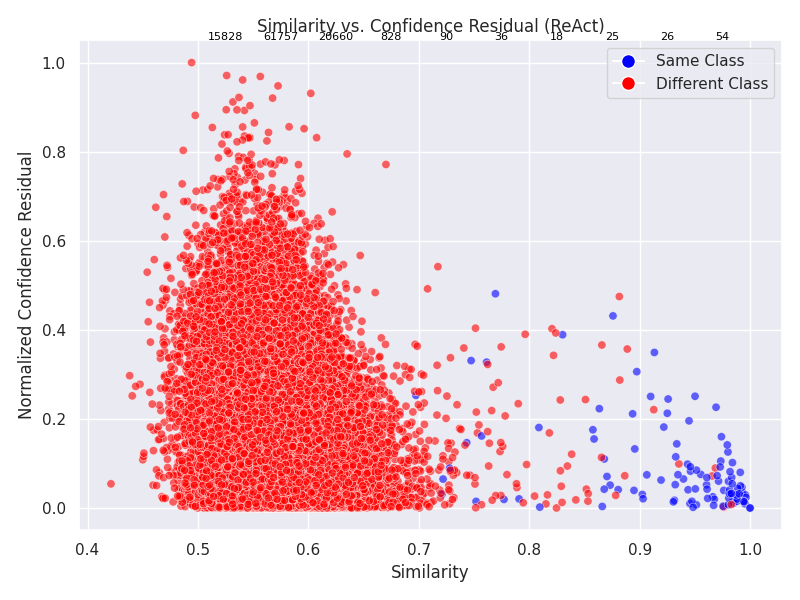 Similarity vs. Confidence Residual (ReAct)
15828 61757 20660 828 90 36 18 25 26 54
Same Class
Different Class
Normalized Confidence Residual
1.0
0.8
0.6
0.4
0.2
0.0
0.4 0.5 0.6 0.7 0.8 0.9 1.0
Similarity